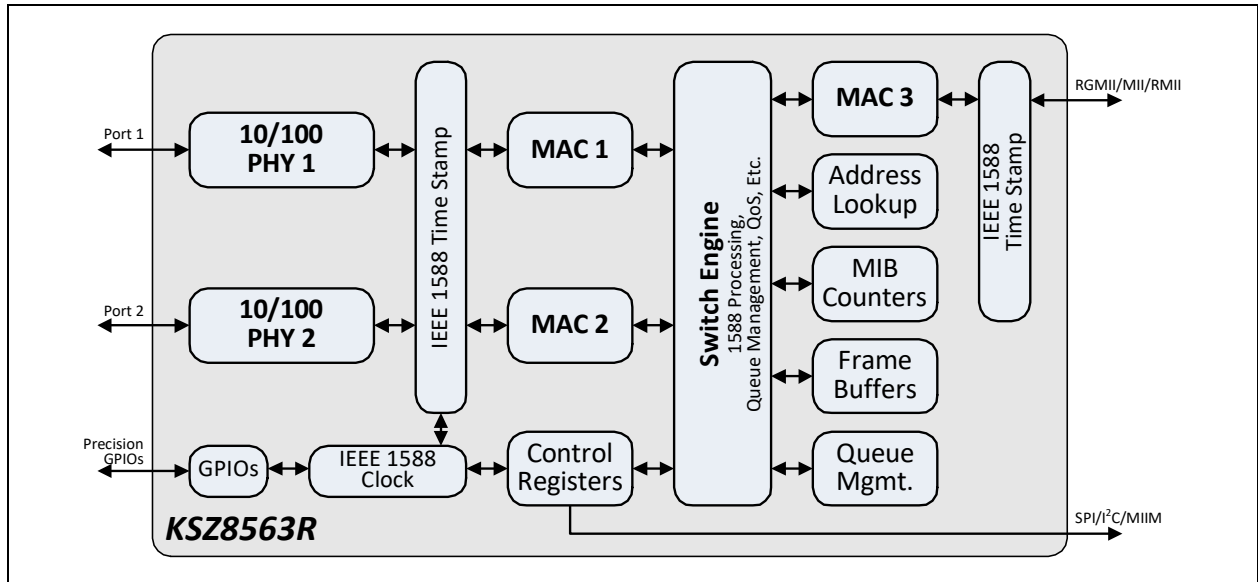 Port 1
10/100
PHY 1
IEEE 1588 Time Stamp
MAC 1
Switch Engine
1588 Processing,
Queue Management, QoS, Etc.
MAC 3
IEEE 1588
Time Stamp
RGMII/MII/RMII
Address
Lookup
Port 2
10/100
PHY 2
MAC 2
MIB
Counters
Frame
Buffers
Precision
GPIOs
GPIOs
IEEE 1588
Clock
Control
Registers
Queue
Mgmt.
KSZ8563R
SPI/I²C/MIIM